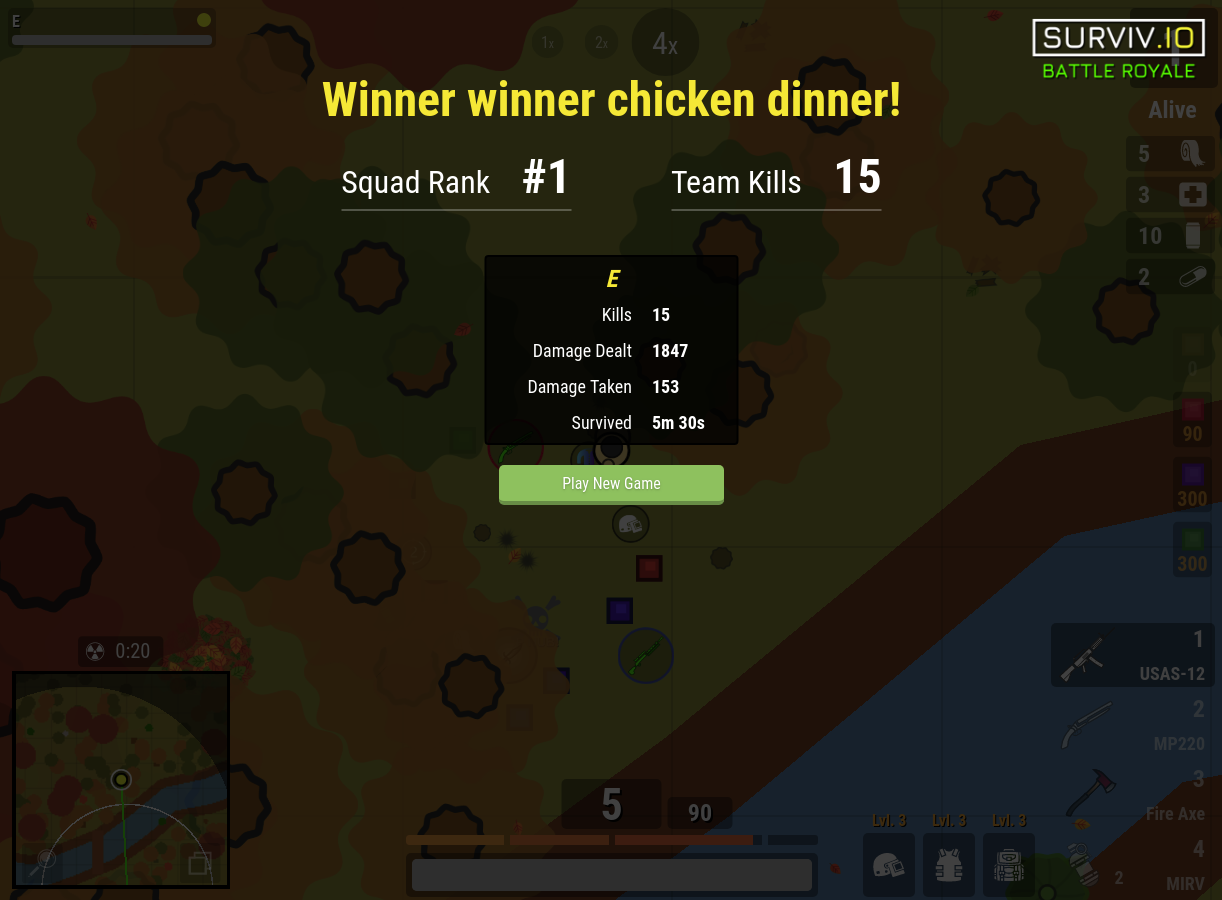 E
1x 2x 4x
SURVIV.IO
BATTLE ROYALE
Winner winner chicken dinner!
Alive
Squad Rank #1 Team Kills 15
5
3
10
2
E
Kills 15
Damage Dealt 1847
Damage Taken 153
Survived 5m 30s
Play New Game
0
90
300
300
0:20
1
USAS-12
2
MP220
3
Fire Axe
4
2 MIRV
5 90
Lvl. 3 Lvl. 3 Lvl. 3